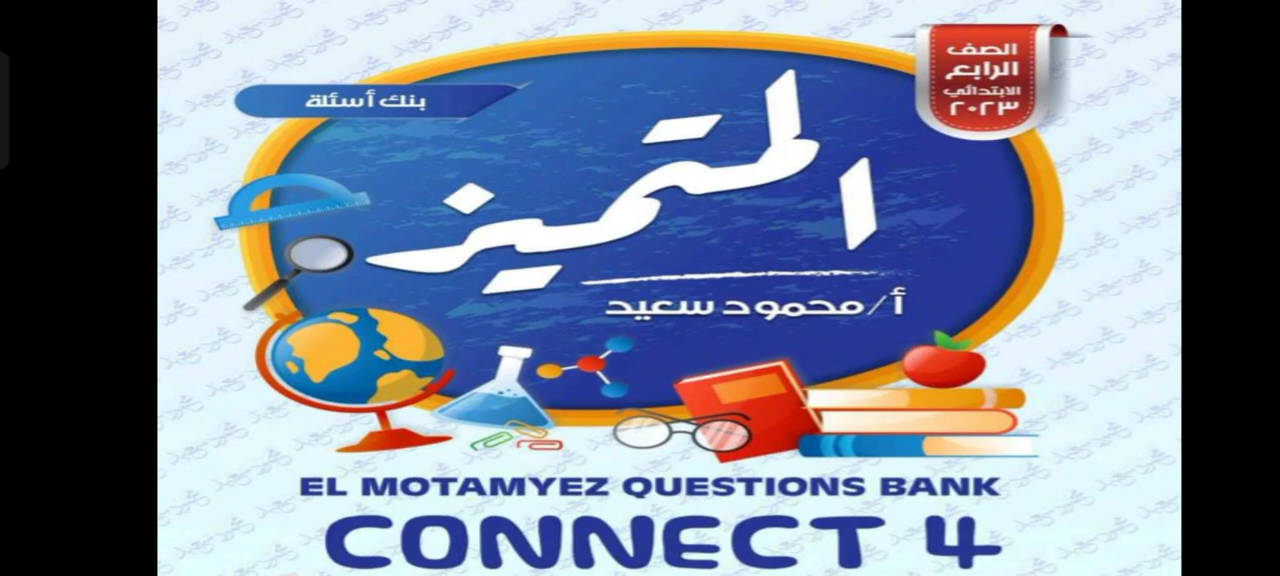 الصف
الرابع
الابتدائي
٢٠٢٣
بنك أسئلة
المتميز
أ/محمود سعيد
EL MOTAMYEZ QUESTIONS BANK
CONNECT 4